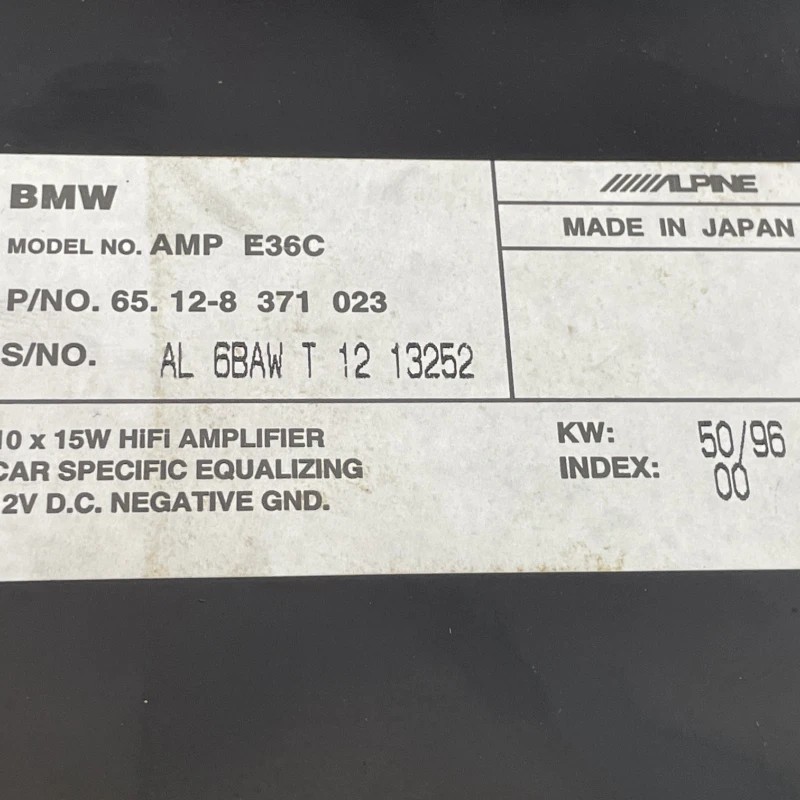 BMW
MODEL NO. AMP E36C
P/NO. 65. 12-8 371 023
S/NO. AL 6BAW T 12 13252
ALPINE
MADE IN JAPAN
10 x 15W HiFi AMPLIFIER
CAR SPECIFIC EQUALIZING
2V D.C. NEGATIVE GND.
KW: 50/96
INDEX: 00